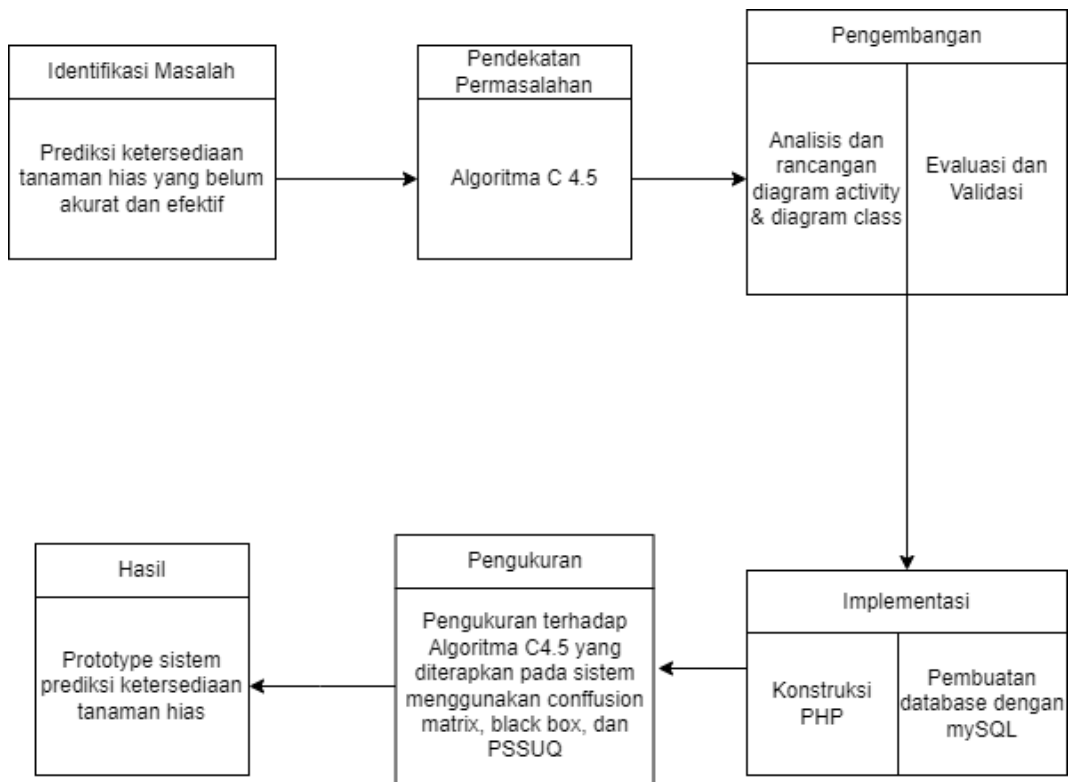 Identifikasi Masalah
Prediksi ketersediaan
tanaman hias yang belum
akurat dan efektif
Pendekatan
Permasalahan
Algoritma C 4.5
Pengembangan
Analisis dan
rancangan
diagram activity
& diagram class
Evaluasi dan
Validasi
Implementasi
Konstruksi
PHP
Pembuatan
database dengan
mySQL
Pengukuran
Pengukuran terhadap
Algoritma C4.5 yang
diterapkan pada sistem
menggunakan conffusion
matrix, black box, dan
PSSUQ
Hasil
Prototype sistem
prediksi ketersediaan
tanaman hias